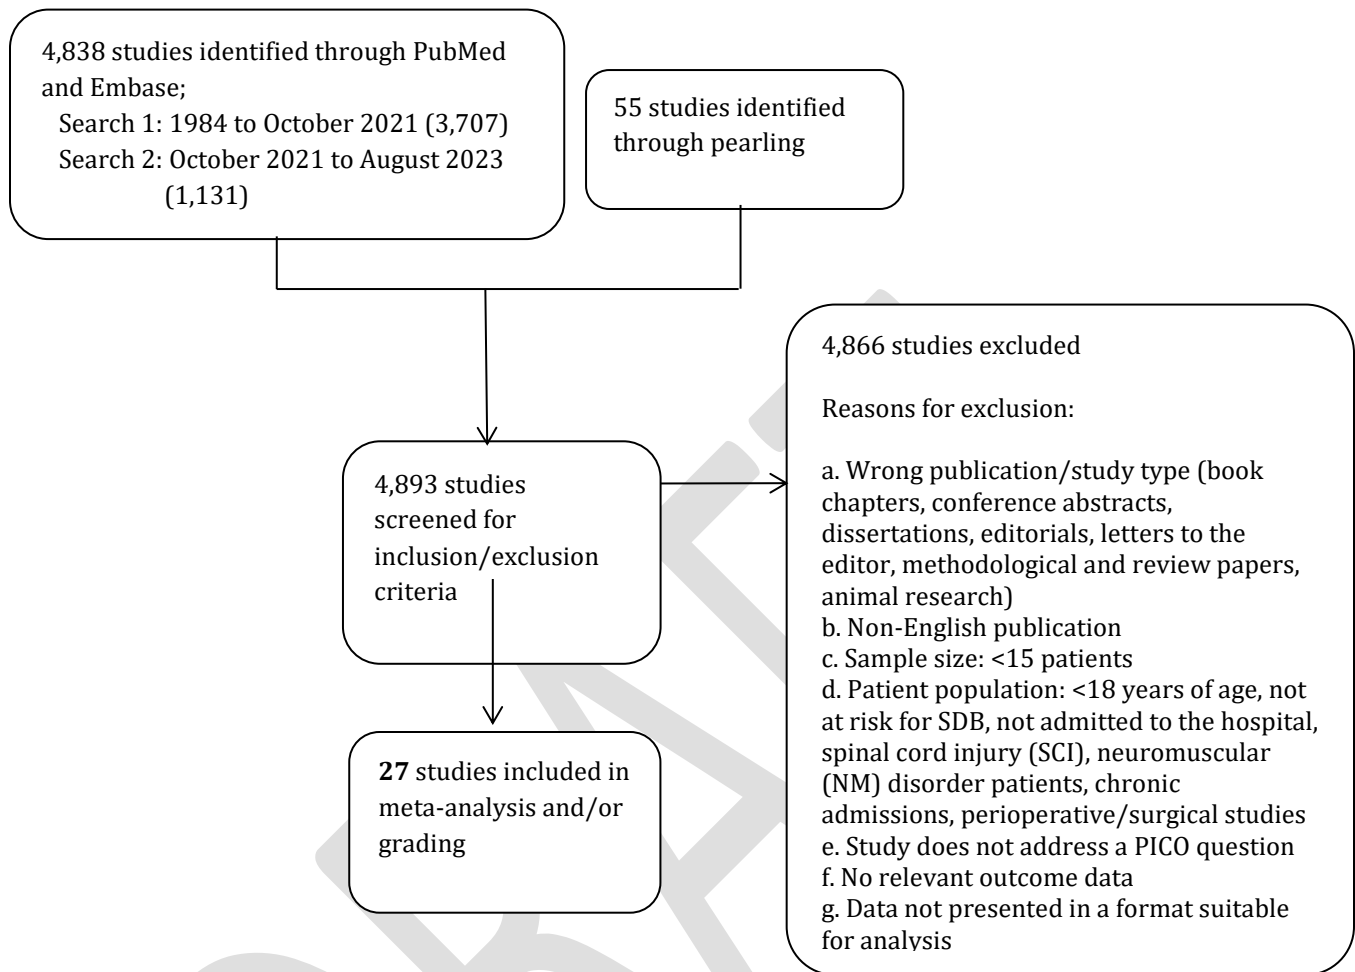 4,838 studies identified through PubMed
and Embase;
Search 1: 1984 to October 2021 (3,707)
Search 2: October 2021 to August 2023
(1,131)
55 studies identified
through pearling
4,893 studies
screened for
inclusion/exclusion
criteria
4,866 studies excluded
Reasons for exclusion:
a. Wrong publication/study type (book
chapters, conference abstracts,
dissertations, editorials, letters to the
editor, methodological and review papers,
animal research)
b. Non-English publication
c. Sample size: <15 patients
d. Patient population: <18 years of age, not
at risk for SDB, not admitted to the hospital,
spinal cord injury (SCI), neuromuscular
(NM) disorder patients, chronic
admissions, perioperative/surgical studies
e. Study does not address a PICO question
f. No relevant outcome data
g. Data not presented in a format suitable
for analysis
27 studies included in
meta-analysis and/or
grading